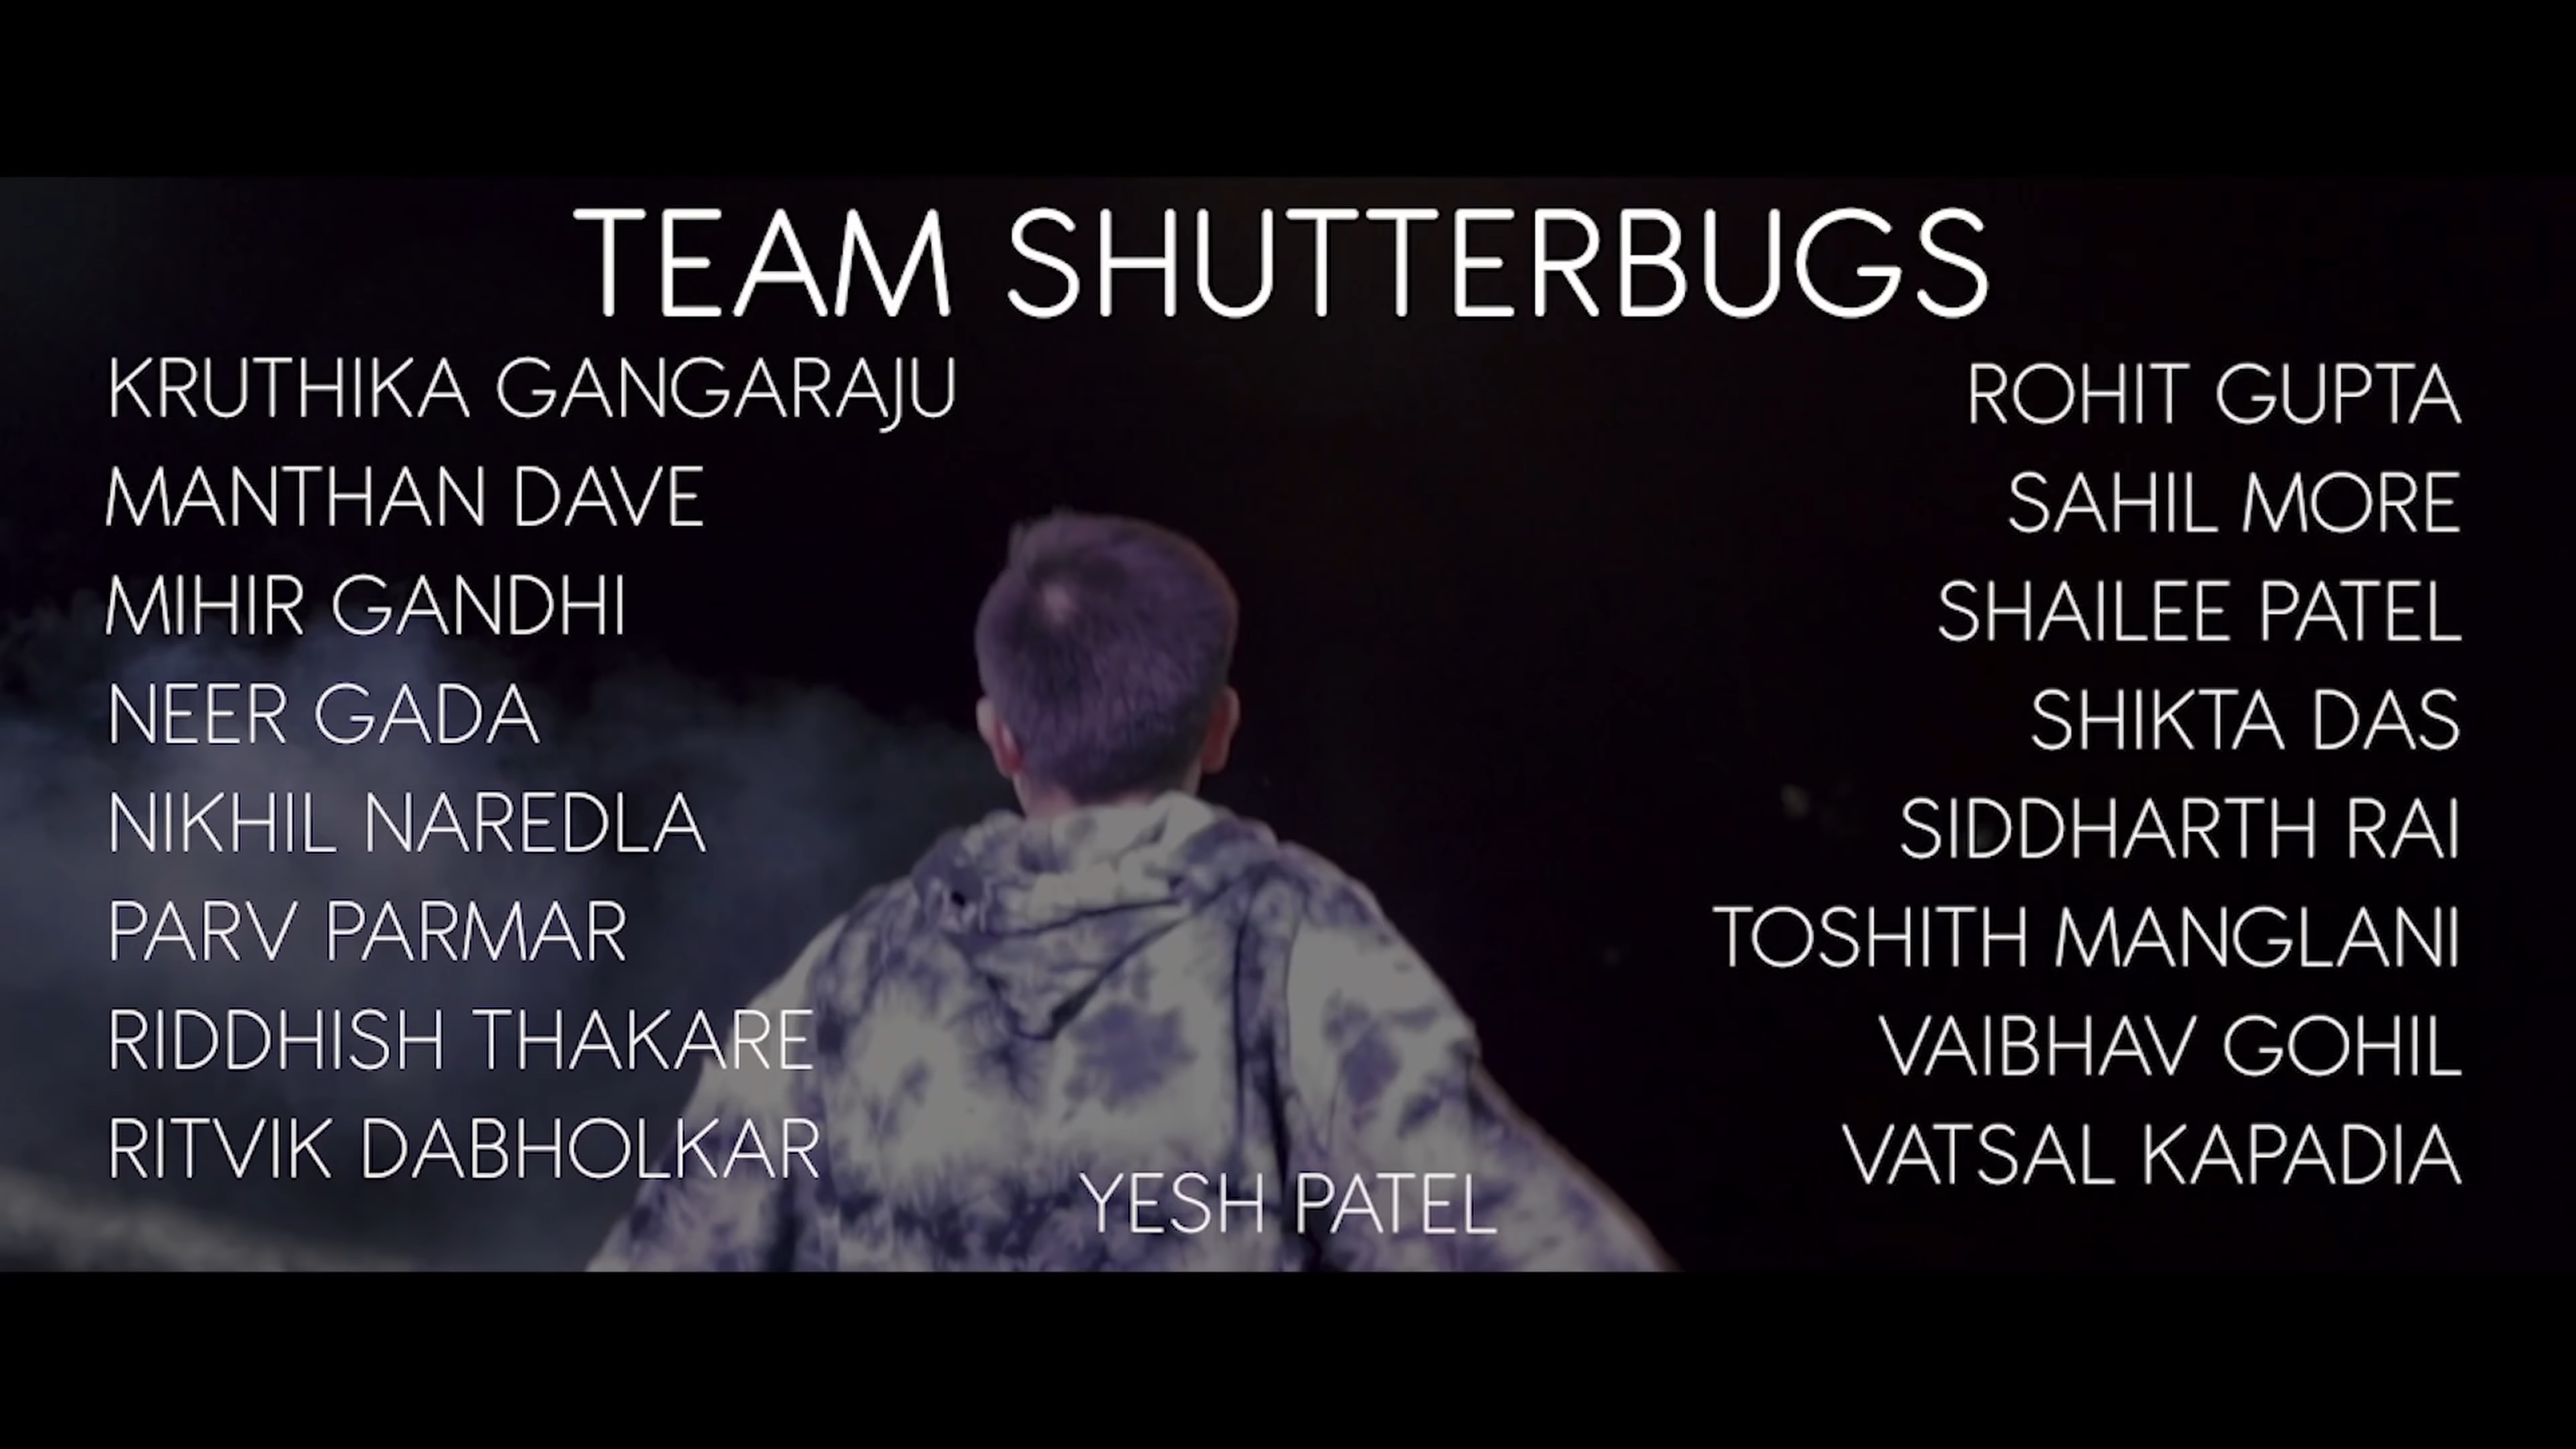 TEAM SHUTTERBUGS
KRUTHIKA GANGARAJU
MANTHAN DAVE
MIHIR GANDHI
NEER GADA
NIKHIL NAREDLA
PARV PARMAR
RIDDHISH THAKARE
RITVIK DABHOLKAR
ROHIT GUPTA
SAHIL MORE
SHAILEE PATEL
SHIKTA DAS
SIDDHARTH RAI
TOSHITH MANGLANI
VAIBHAV GOHIL
VATSAL KAPADIA
YESH PATEL